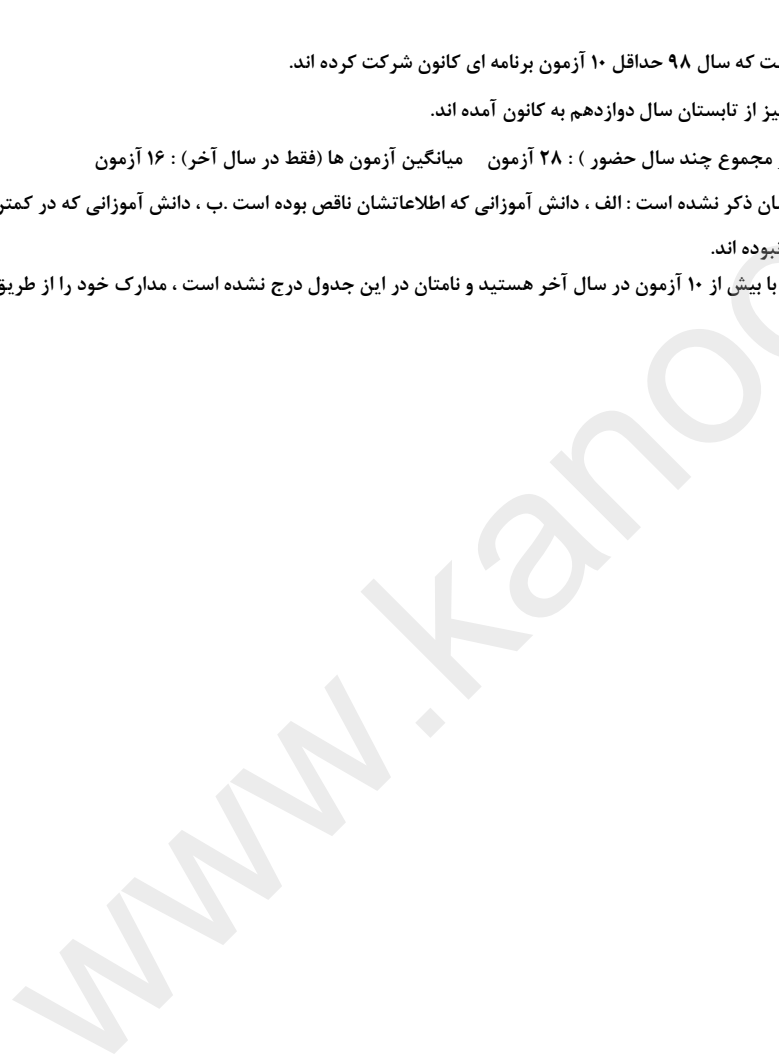 ت که سال ۹۸ حداقل ۱۰ آزمون برنامه ای کانون شرکت کرده اند.
یز از تابستان سال دوازدهم به کانون آمده اند.
ر مجموع چند سال حضور ) : ۲۸ آزمون میانگین آزمون ها (فقط در سال آخر) : ۱۶ آزمون
ان ذکر نشده است : الف ، دانش آموزانی که اطلاعاتشان ناقص بوده است .ب ، دانش آموزانی که در کمتر
نبوده اند.
با بیش از ۱۰ آزمون در سال آخر هستید و نامتان در این جدول درج نشده است ، مدارک خود را از طریق
www.kanoo